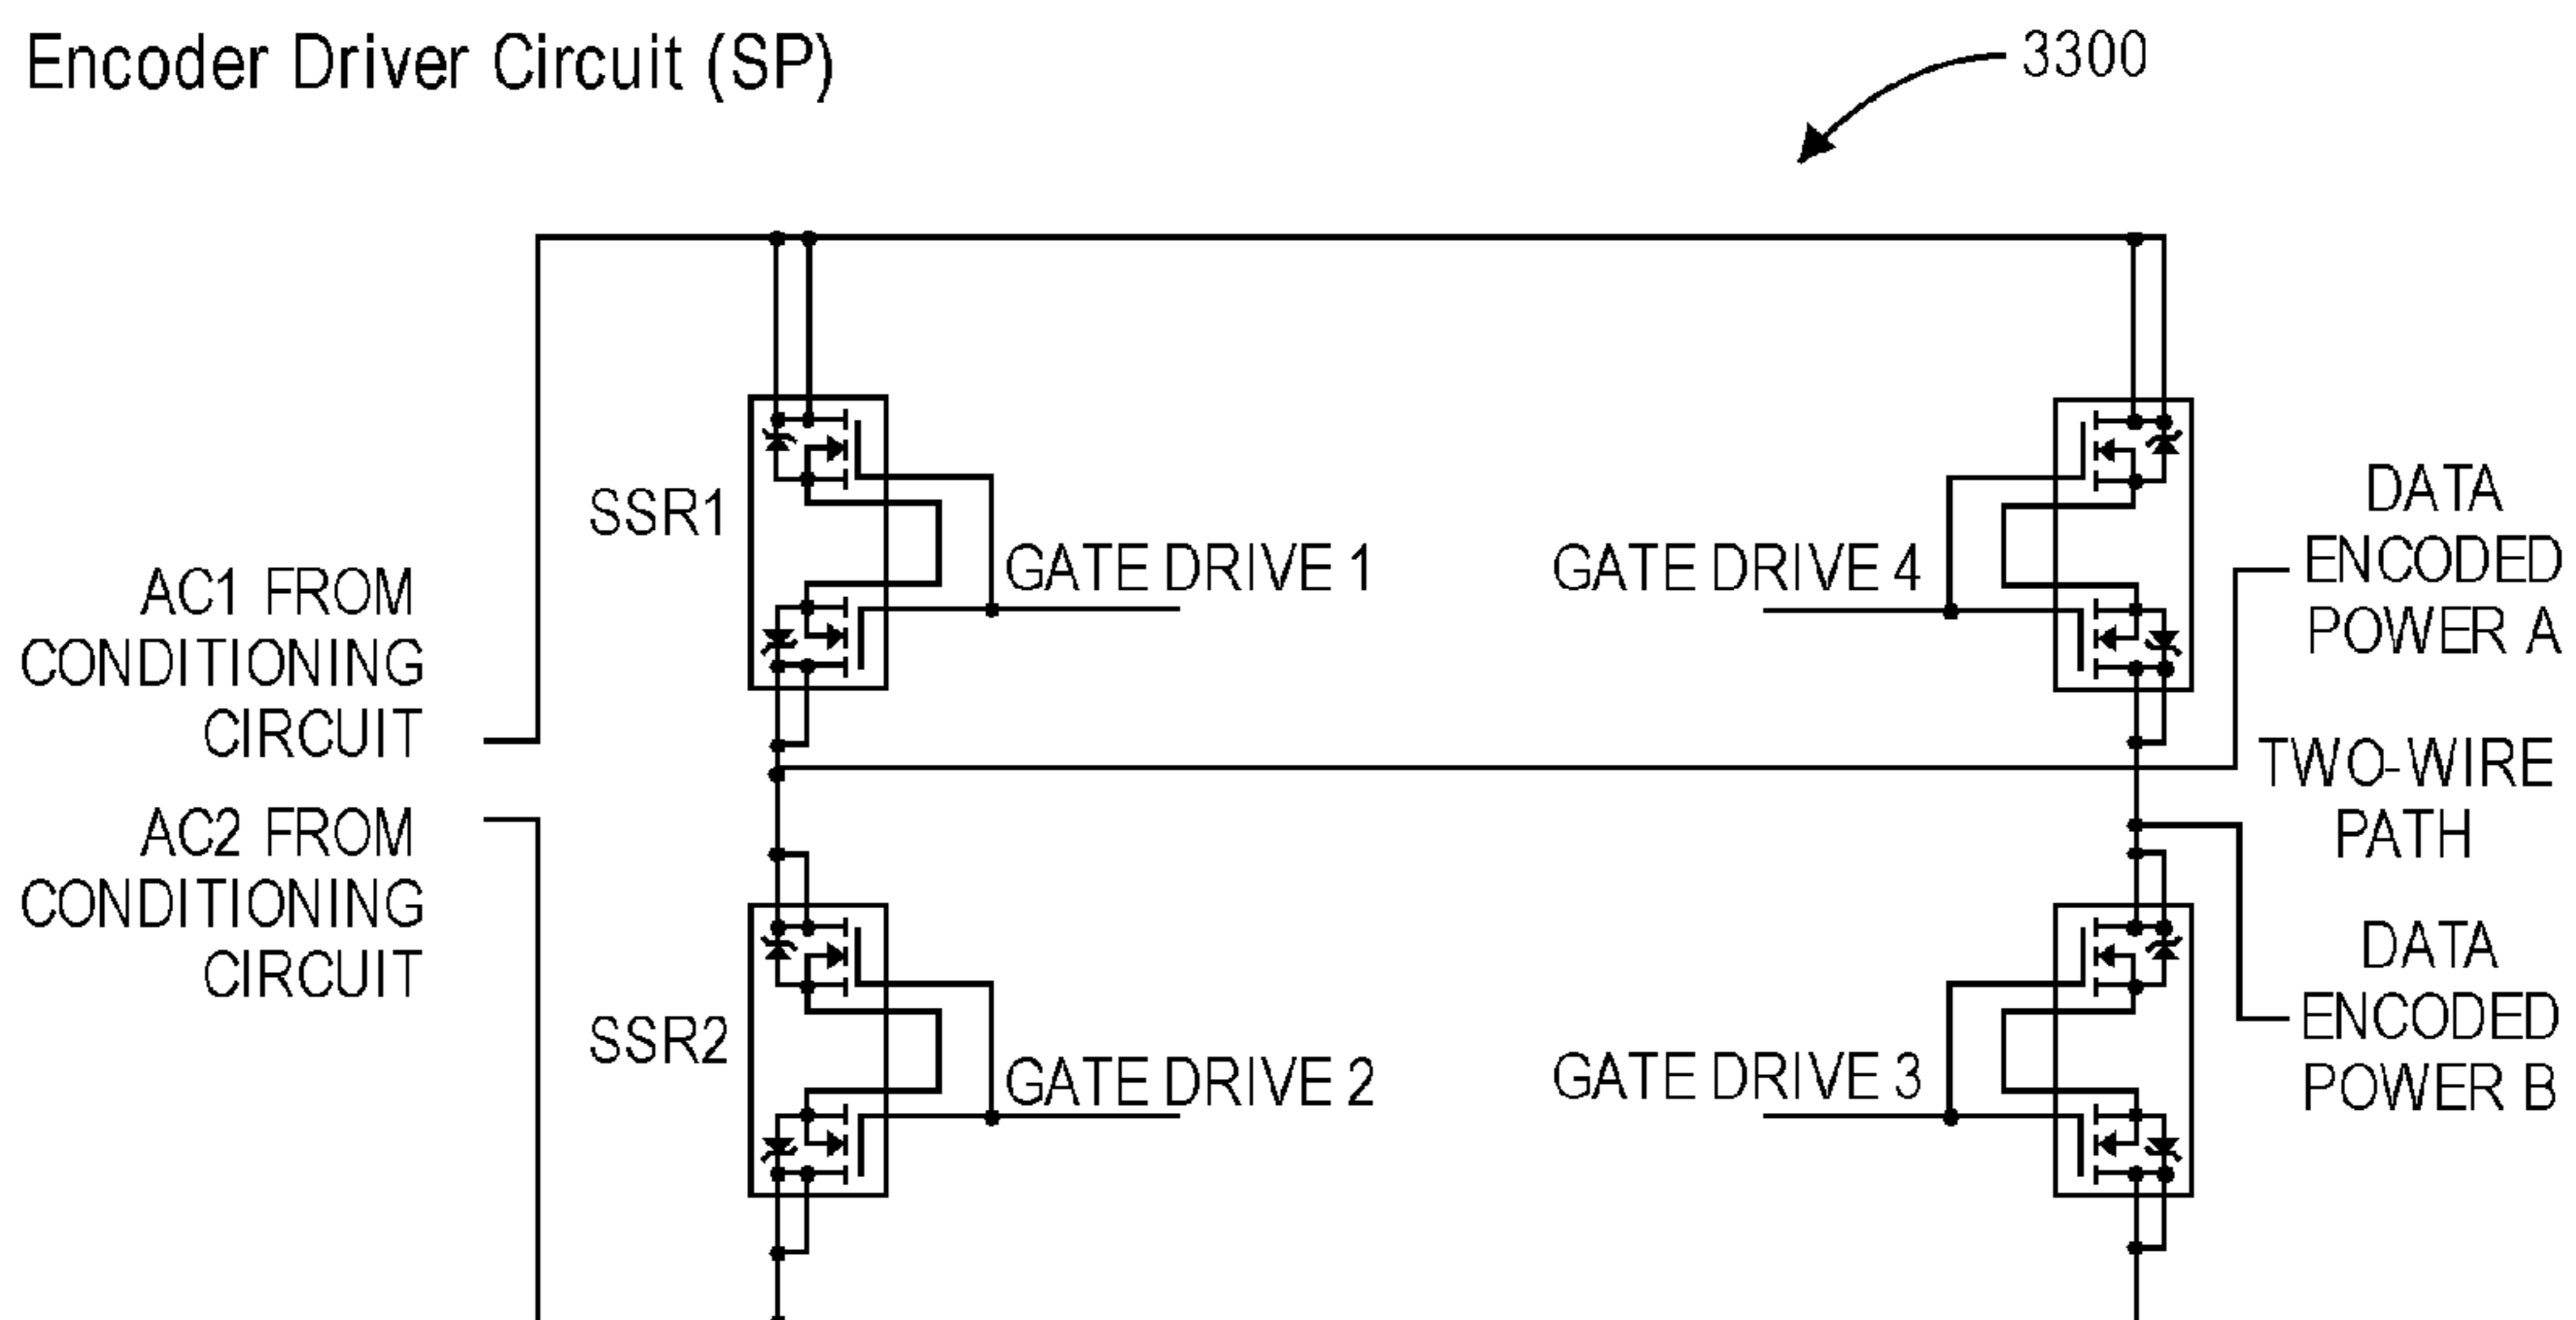 Encoder Driver Circuit (SP)
3300
SSR1
GATE DRIVE 1
GATE DRIVE 4
DATA
ENCODED
POWER A
AC1 FROM
CONDITIONING
CIRCUIT
TWO-WIRE
PATH
AC2 FROM
CONDITIONING
CIRCUIT
SSR2
GATE DRIVE 2
GATE DRIVE 3
DATA
ENCODED
POWER B